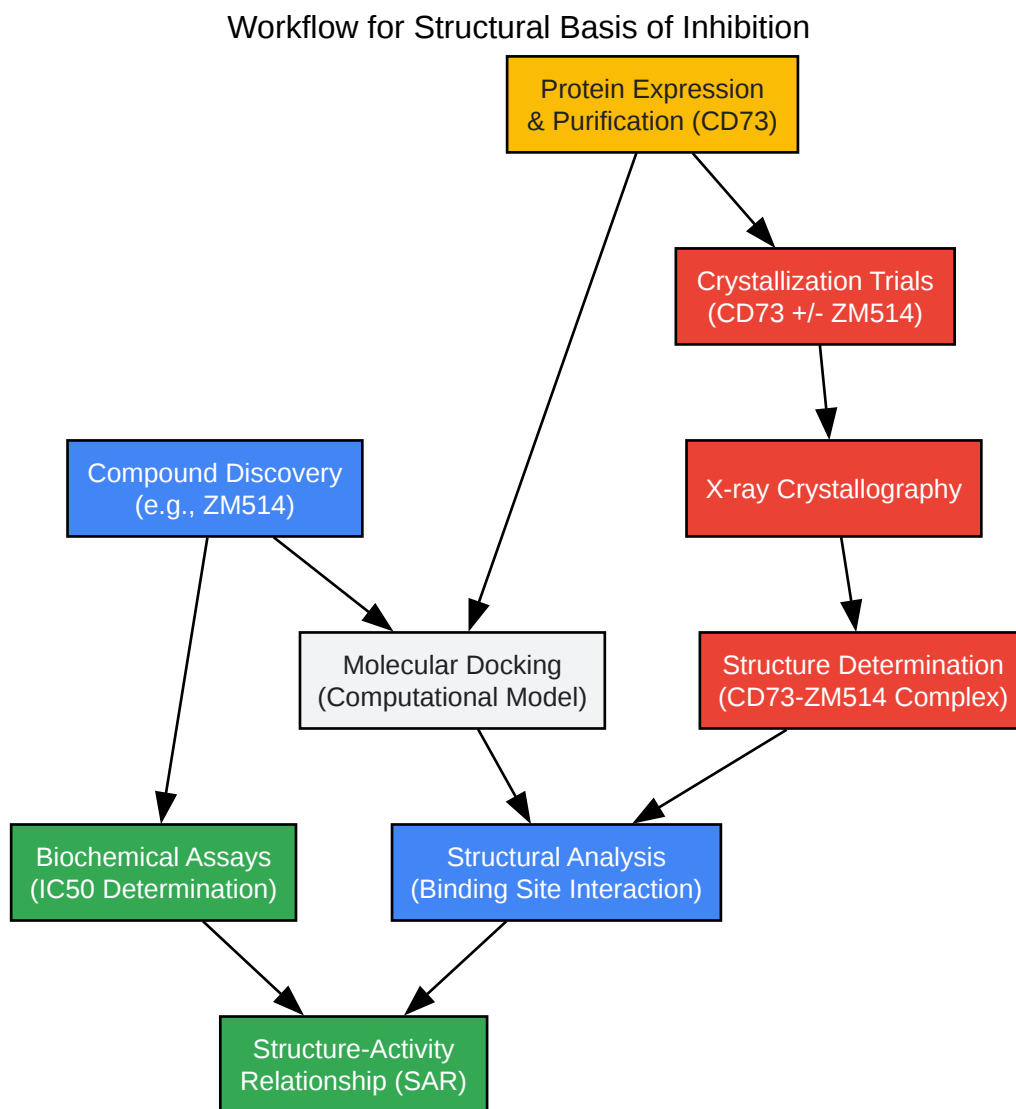 Workflow for Structural Basis of Inhibition
Protein Expression
& Purification (CD73)
Crystallization Trials
(CD73 +/- ZM514)
Compound Discovery
(e.g., ZM514)
X-ray Crystallography
Molecular Docking
(Computational Model)
Structure Determination
(CD73-ZM514 Complex)
Biochemical Assays
(IC50 Determination)
Structural Analysis
(Binding Site Interaction)
Structure-Activity
Relationship (SAR)